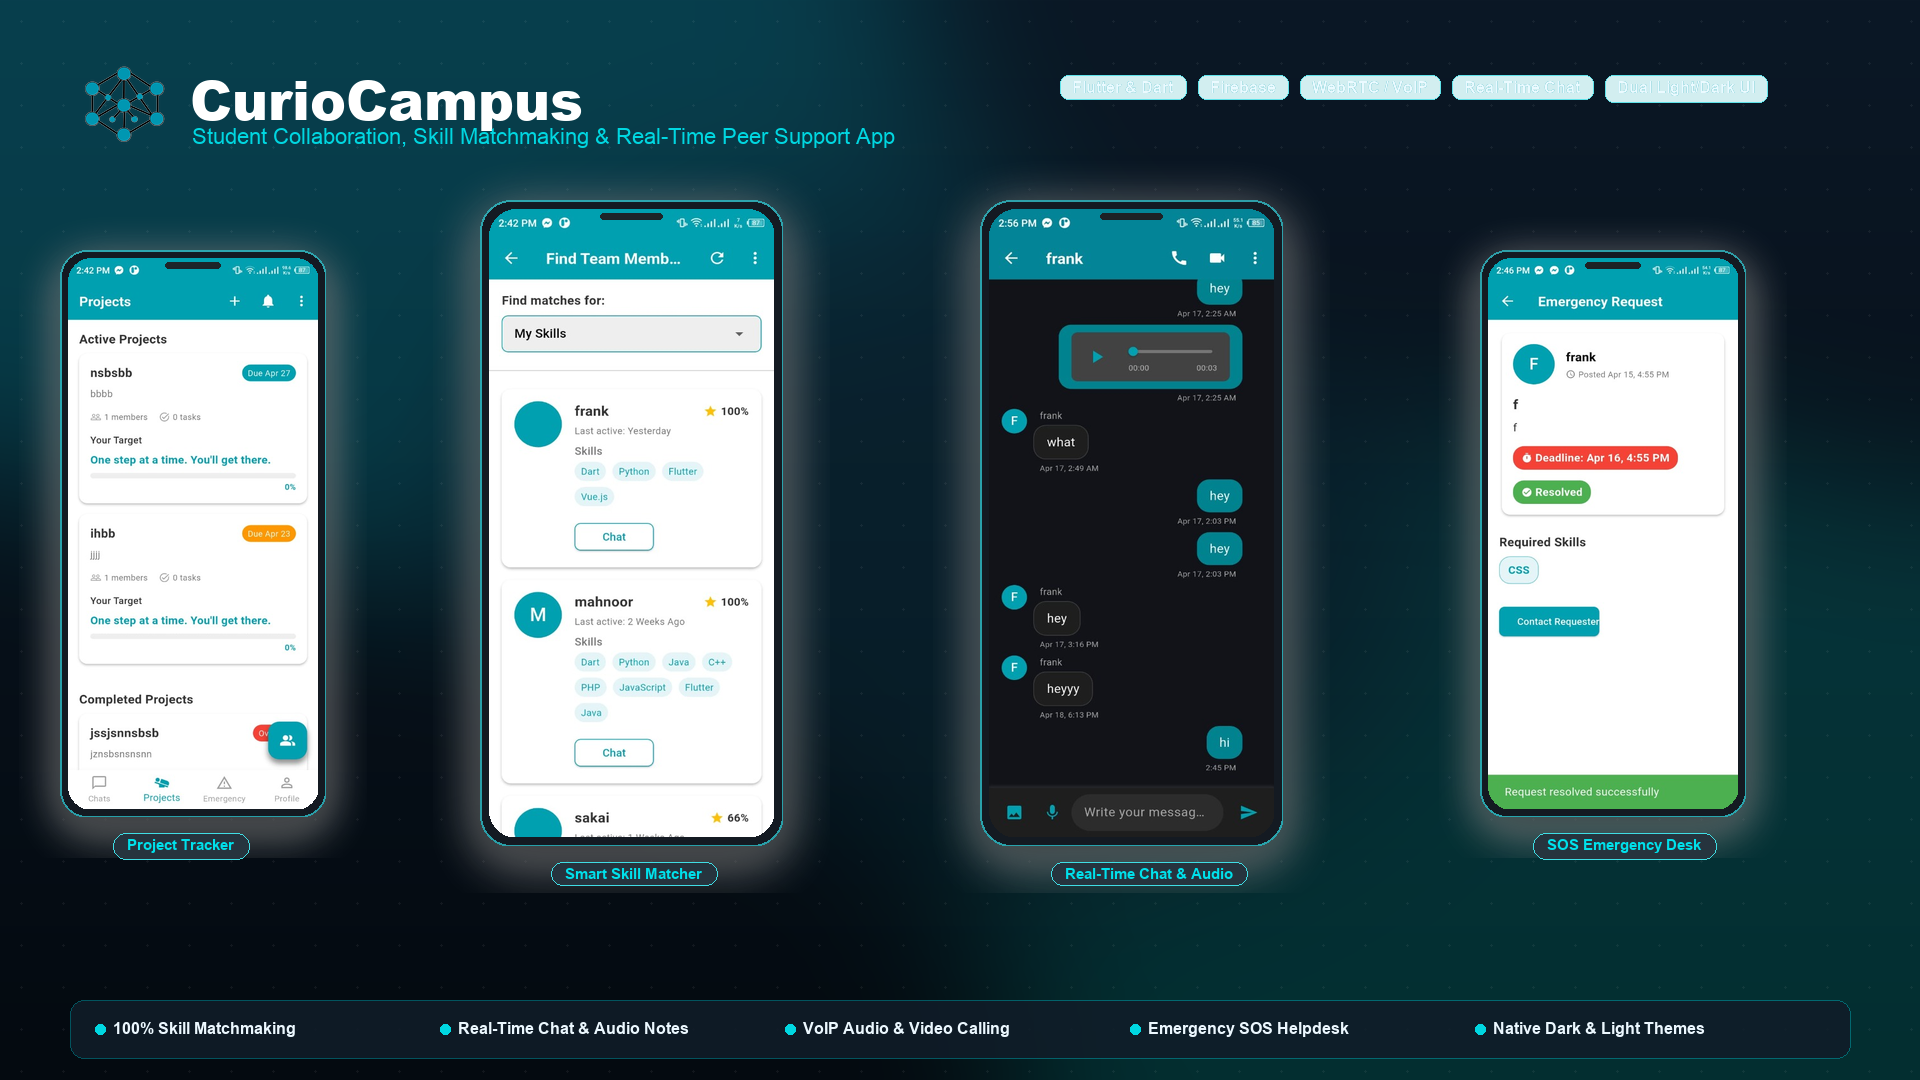 CurioCampus
Student Collaboration, Skill Matchmaking & Real-Time Peer Support App
Flutter & Dart
Firebase
WebRTC / VoIP
Real-Time Chat
Dual Light/Dark UI
2:42 PM
Projects
Active Projects
nsbsbb
Due Apr 27
bbbb
1 members
0 tasks
Your Target
One step at a time. You'll get there.
0%
ihbb
Due Apr 23
jjjj
1 members
0 tasks
Your Target
One step at a time. You'll get there.
0%
Completed Projects
jssjsnnsbsb
jznsbsnsnsnn
Chats
Projects
Emergency
Profile
Project Tracker
2:42 PM
Find Team Memb...
Find matches for:
My Skills
frank
100%
Last active: Yesterday
Skills
Dart
Python
Flutter
Vue.js
Chat
M
mahnoor
100%
Last active: 2 Weeks Ago
Skills
Dart
Python
Java
C++
PHP
JavaScript
Flutter
Java
Chat
sakai
66%
Smart Skill Matcher
2:56 PM
frank
hey
Apr 17, 2:25 AM
00:00
00:03
Apr 17, 2:25 AM
frank
F
what
Apr 17, 2:49 AM
hey
Apr 17, 2:03 PM
hey
Apr 17, 2:03 PM
frank
F
hey
Apr 17, 3:16 PM
frank
F
heyyy
Apr 18, 6:13 PM
hi
2:45 PM
Write your messag...
Real-Time Chat & Audio
2:46 PM
Emergency Request
F
frank
Posted Apr 15, 4:55 PM
f
f
Deadline: Apr 16, 4:55 PM
Resolved
Required Skills
CSS
Contact Requester
Request resolved successfully
SOS Emergency Desk
100% Skill Matchmaking
Real-Time Chat & Audio Notes
VoIP Audio & Video Calling
Emergency SOS Helpdesk
Native Dark & Light Themes